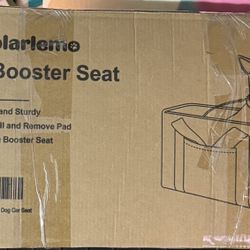 olarlemo
Booster Seat
and Sturdy
ll and Remove Pad
Booster Seat
Dog Car Seat